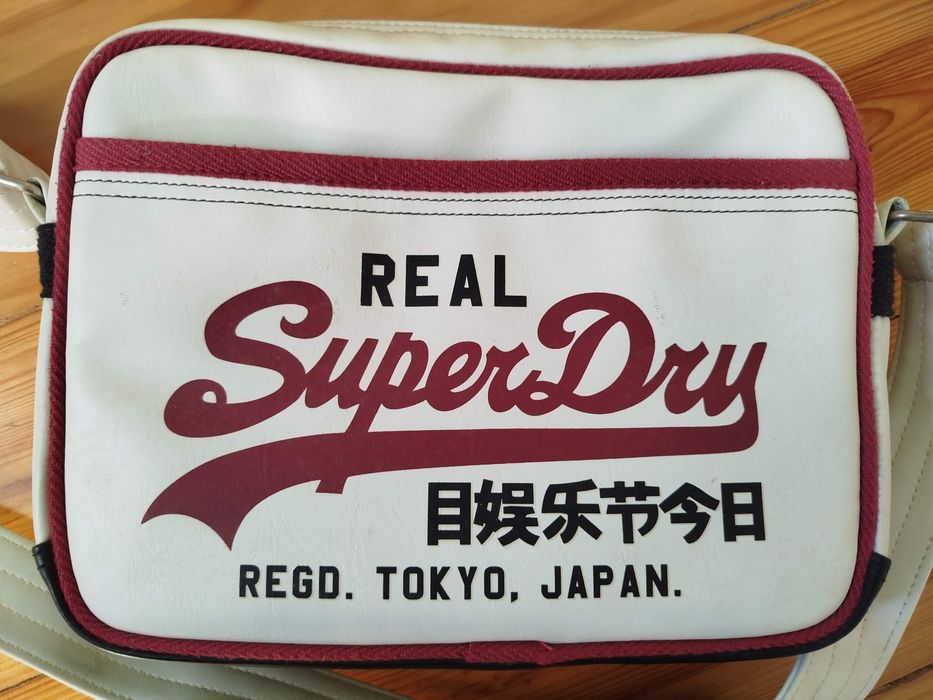 REAL
SuperDry
目娱乐节今日
REGD. TOKYO, JAPAN.